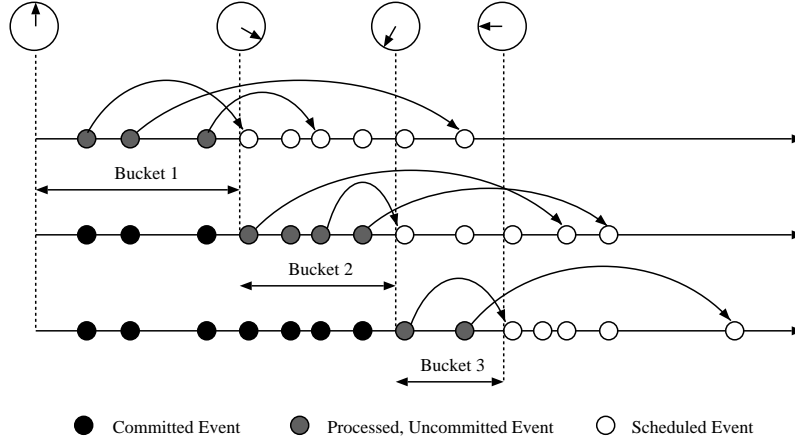 Bucket 1
Bucket 2
Bucket 3
Committed Event
Processed, Uncommitted Event
Scheduled Event